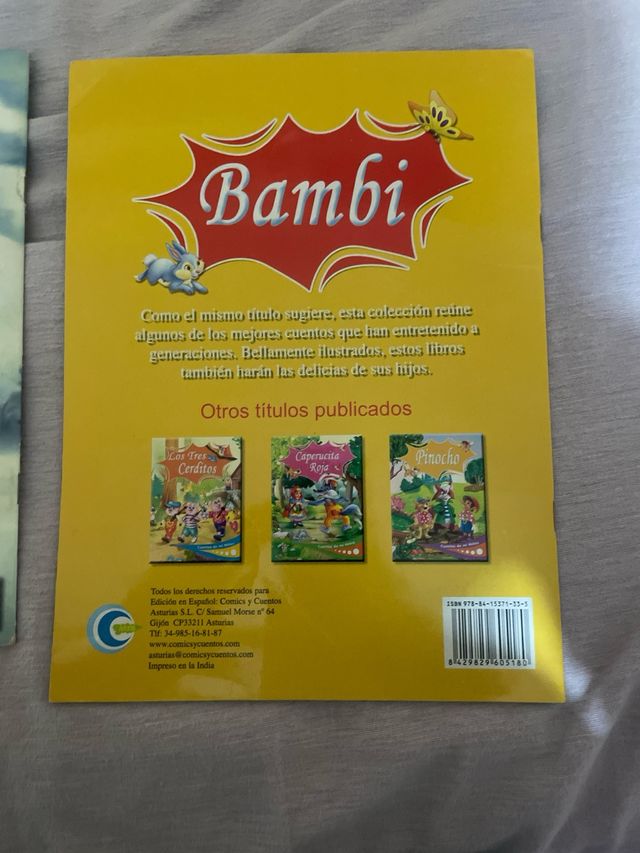 Bambi
Como el mismo título sugiere, esta colección reúne
algunos de los mejores cuentos que han entretenido a
generaciones. Bellamente ilustrados, estos libros
también harán las delicias de sus hijos.
Otros títulos publicados
Los Tres
Cerditos
Caperucita
Roja
Pinocho
Todos los derechos reservados para
Edición en Español: Comics y Cuentos
Asturias S.L. C/ Samuel Morse nº 64
Gijón CP33211 Asturias
Tlf: 34-985-16-81-87
www.comicsycuentos.com
asturias@comicsycuentos.com
Impreso en la India
ISBN 978-84-15371-33-5
8 429829 605180